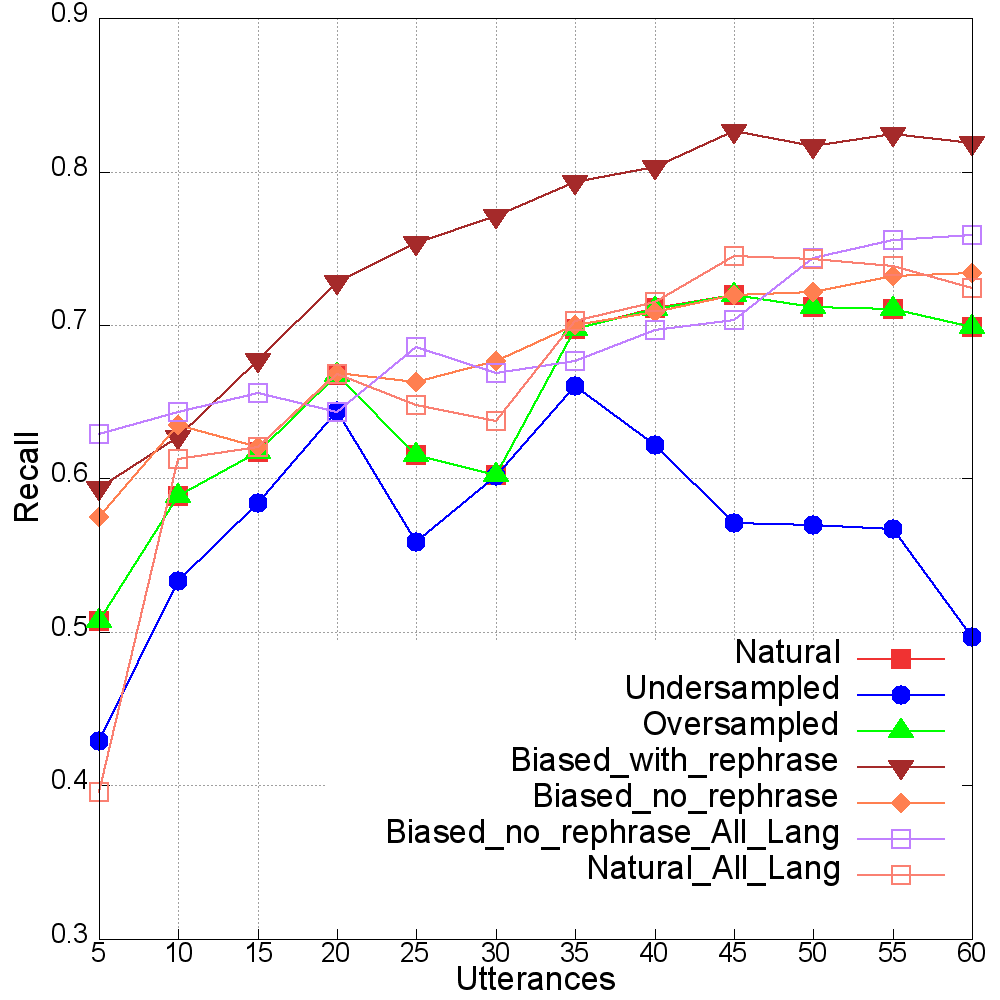 0.9
0.8
0.7
0.6
0.5
0.4
0.3
Recall
Natural
Undersampled
Oversampled
Biased_with_rephrase
Biased_no_rephrase
Biased_no_rephrase_All_Lang
Natural_All_Lang
5 10 15 20 25 30 35 40 45 50 55 60
Utterances